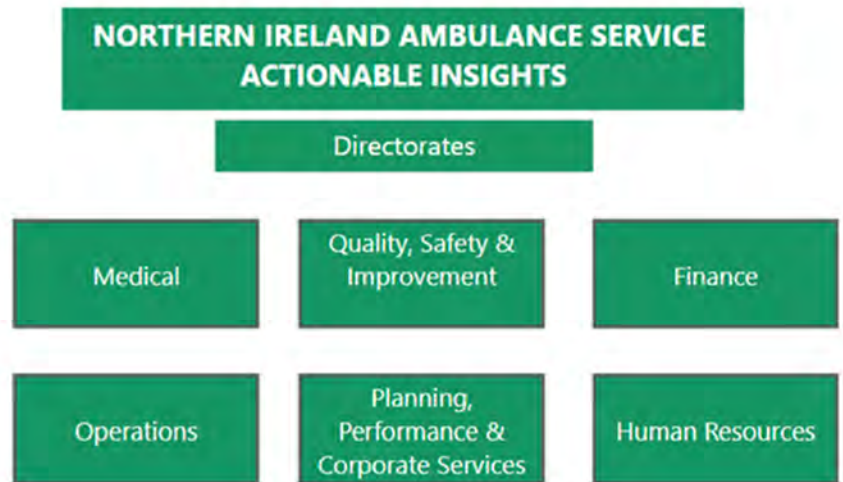 NORTHERN IRELAND AMBULANCE SERVICE
ACTIONABLE INSIGHTS
Directorates
Medical
Quality, Safety &
Improvement
Finance
Operations
Planning,
Performance &
Corporate Services
Human Resources